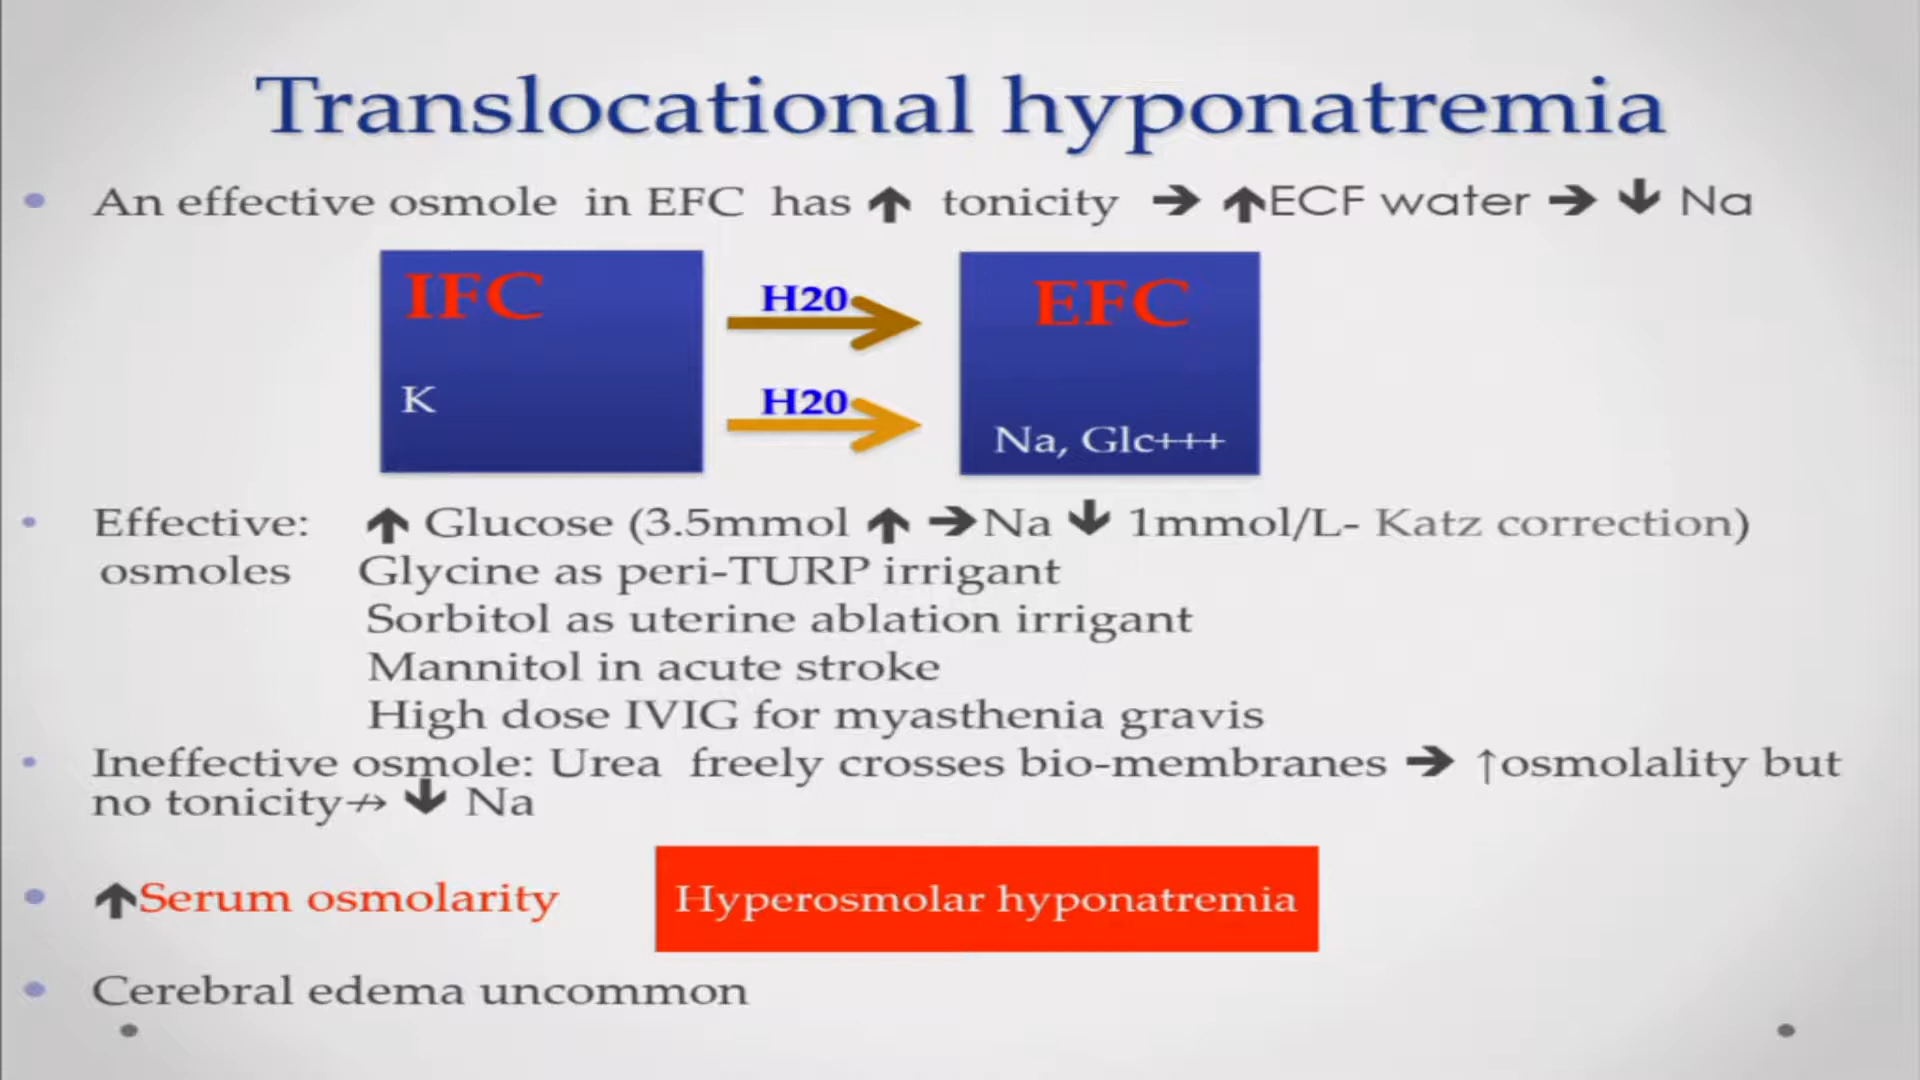 Translocational hyponatremia
• An effective osmole in EFC has ↑ tonicity → ↑ECF water → ↓ Na
IFC
K
H20
H20
EFC
Na, Glc+++
• Effective: ↑ Glucose (3.5mmol ↑ → Na ↓ 1mmol/L- Katz correction)
osmoles Glycine as peri-TURP irrigant
Sorbitol as uterine ablation irrigant
Mannitol in acute stroke
High dose IVIG for myasthenia gravis
• Ineffective osmole: Urea freely crosses bio-membranes → ↑osmolality but
no tonicity↛ ↓ Na
• ↑Serum osmolarity
Hyperosmolar hyponatremia
• Cerebral edema uncommon